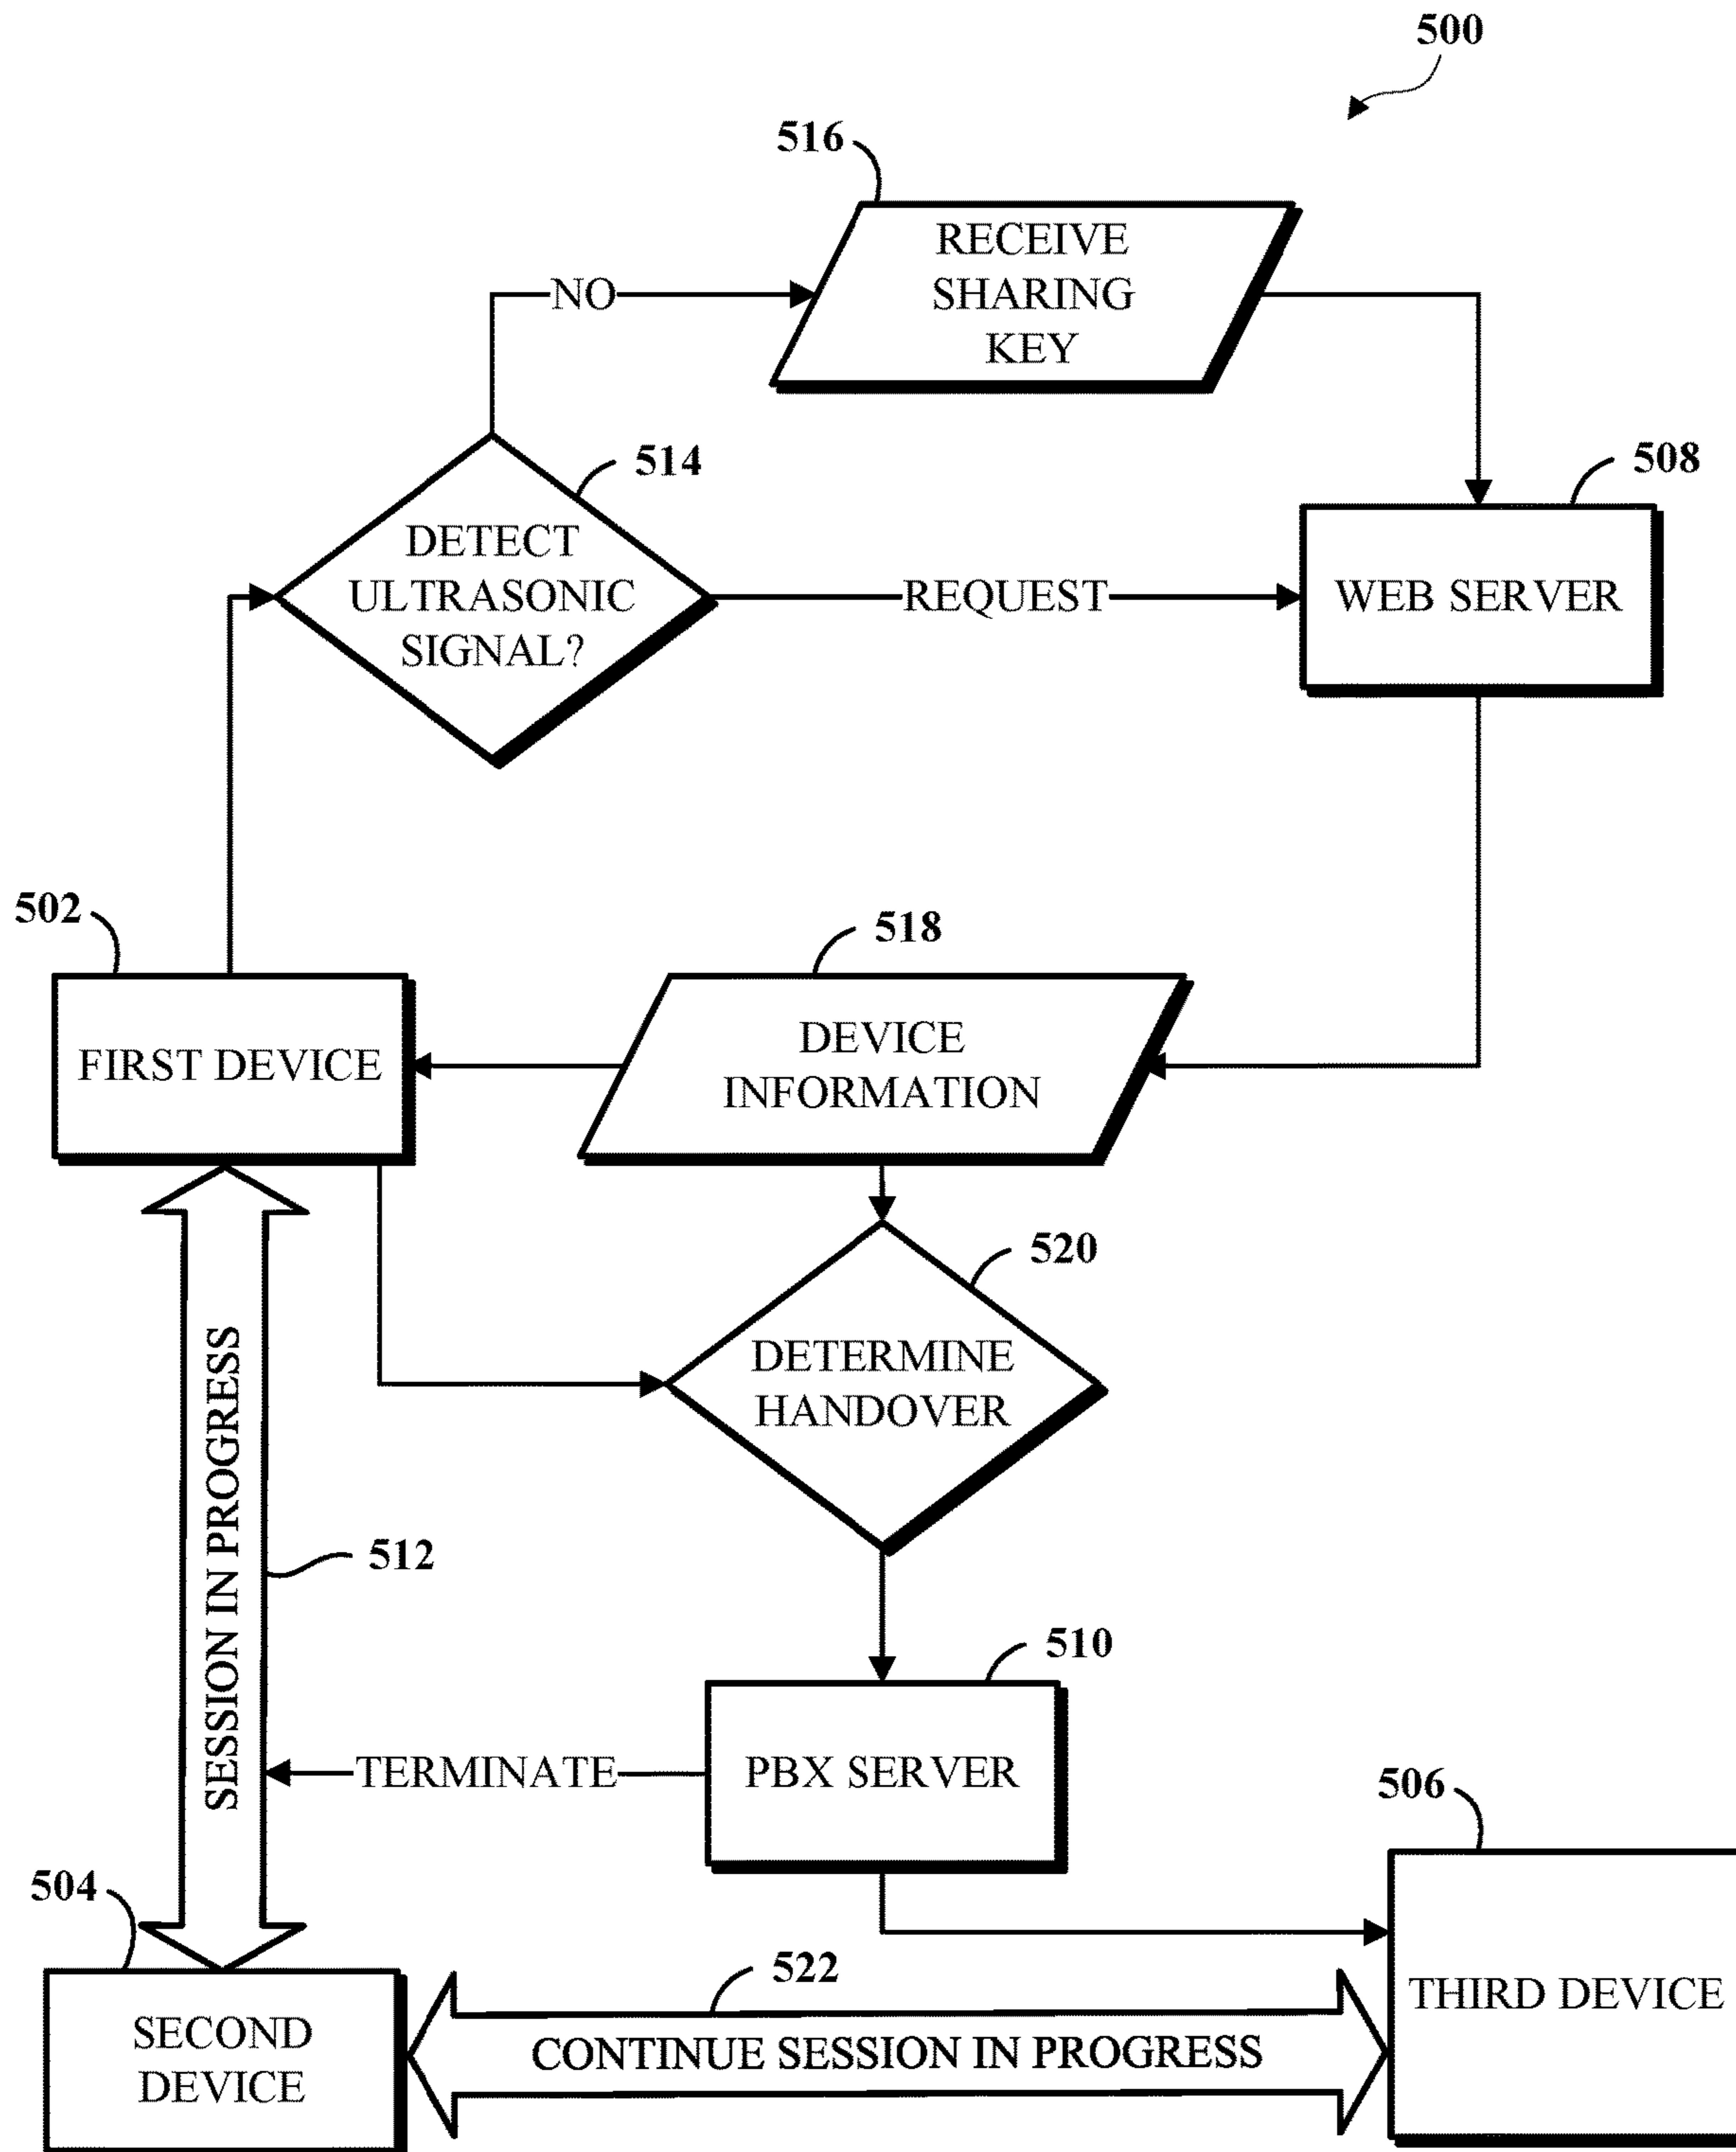 500
516
RECEIVE
SHARING
KEY
NO
514
508
DETECT
ULTRASONIC
SIGNAL?
REQUEST
WEB SERVER
502
518
FIRST DEVICE
DEVICE
INFORMATION
520
DETERMINE
HANDOVER
SESSION IN PROGRESS
512
510
TERMINATE
PBX SERVER
506
504
522
THIRD DEVICE
SECOND
DEVICE
CONTINUE SESSION IN PROGRESS